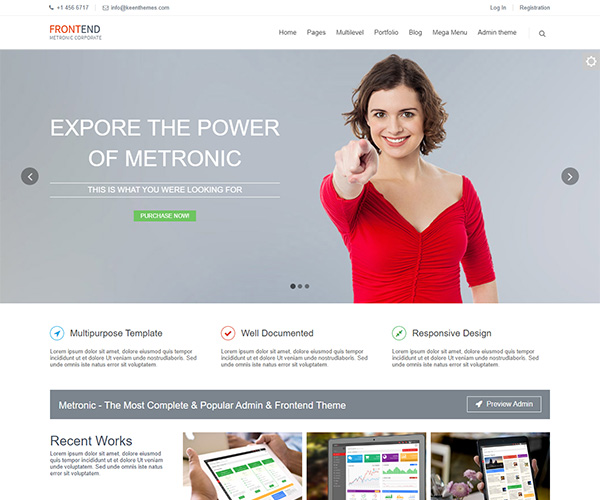 +1 456 6717 info@keenthemes.com Log In Registration
FRONTEND
METRONIC CORPORATE
Home Pages Multilevel Portfolio Blog Mega Menu Admin theme
EXPORE THE POWER
OF METRONIC
THIS IS WHAT YOU WERE LOOKING FOR
PURCHASE NOW!
Multipurpose Template
Lorem ipsum dolor sit amet, dolore eiusmod quis tempor
incididunt ut et dolore Ut veniam unde nostrudlaboris. Sed
unde omnis iste natus error sit voluptatem
Well Documented
Lorem ipsum dolor sit amet, dolore eiusmod quis tempor
incididunt ut et dolore Ut veniam unde nostrudlaboris. Sed
unde omnis iste natus error sit voluptatem.
Responsive Design
Lorem ipsum dolor sit amet, dolore eiusmod quis tempor
incididunt ut et dolore Ut veniam unde nostrudlaboris. Sed
unde omnis iste natus error sit voluptatem
Metronic - The Most Complete & Popular Admin & Frontend Theme
Preview Admin
Recent Works
Lorem ipsum dolor sit amet, dolore
eiusmod quis tempor incididunt ut et
dolore Ut veniam unde voluptatem.
Sed unde omnis iste natus error sit
voluptatem.